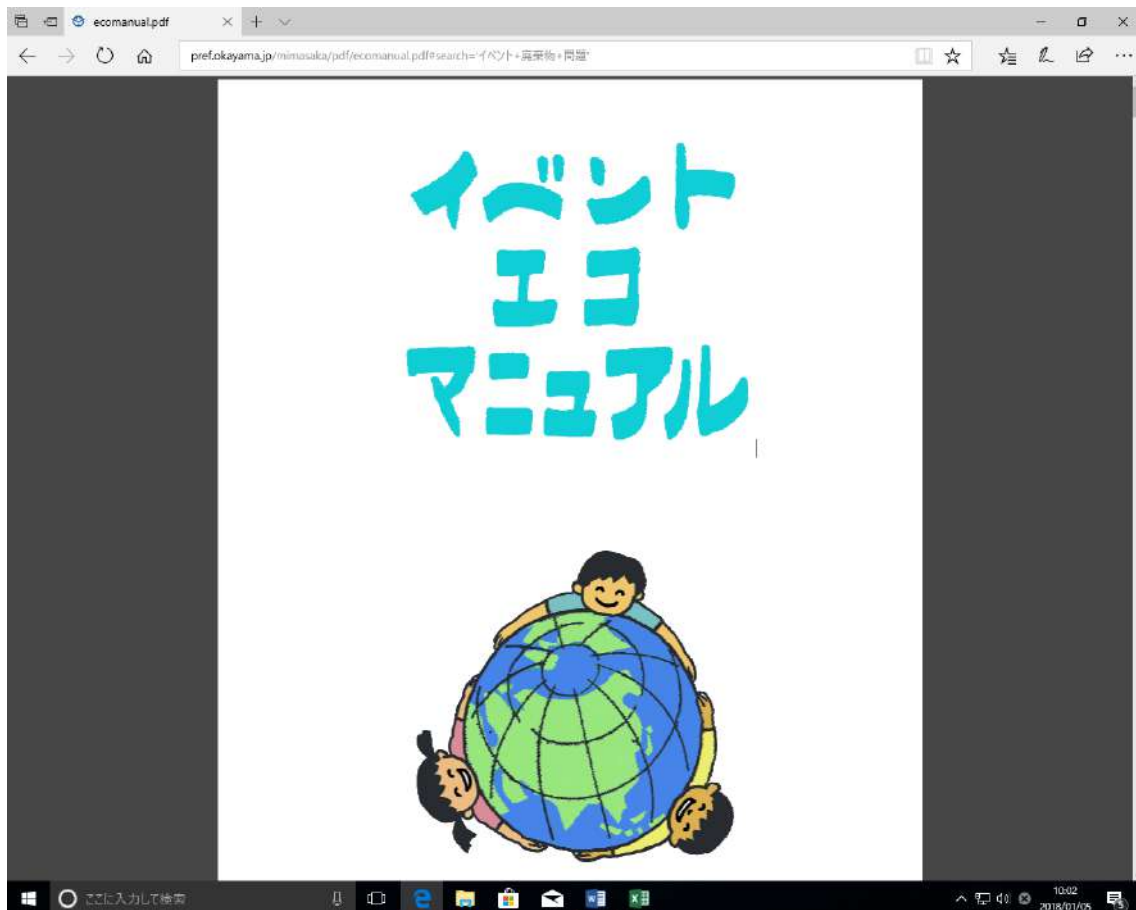 ecomanual.pdf
pref.okayama.jp/mimasaka/pdf/ecomanual.pdf#search='イベント+廃棄物+問題'
イベント
エコ
マニュアル
ここに入力して検索
10:02
2018/01/05